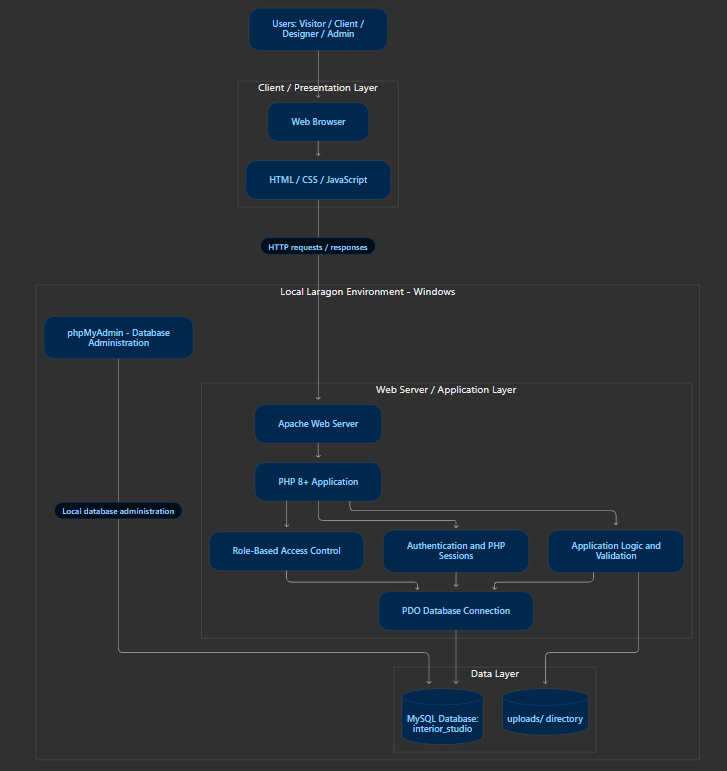 Users: Visitor / Client /
Designer / Admin
Client / Presentation Layer
Web Browser
HTML / CSS / JavaScript
HTTP requests / responses
Local Laragon Environment - Windows
phpMyAdmin - Database
Administration
Web Server / Application Layer
Apache Web Server
PHP 8+ Application
Local database administration
Role-Based Access Control
Authentication and PHP
Sessions
Application Logic and
Validation
PDO Database Connection
Data Layer
MySQL Database:
interior_studio
uploads/ directory